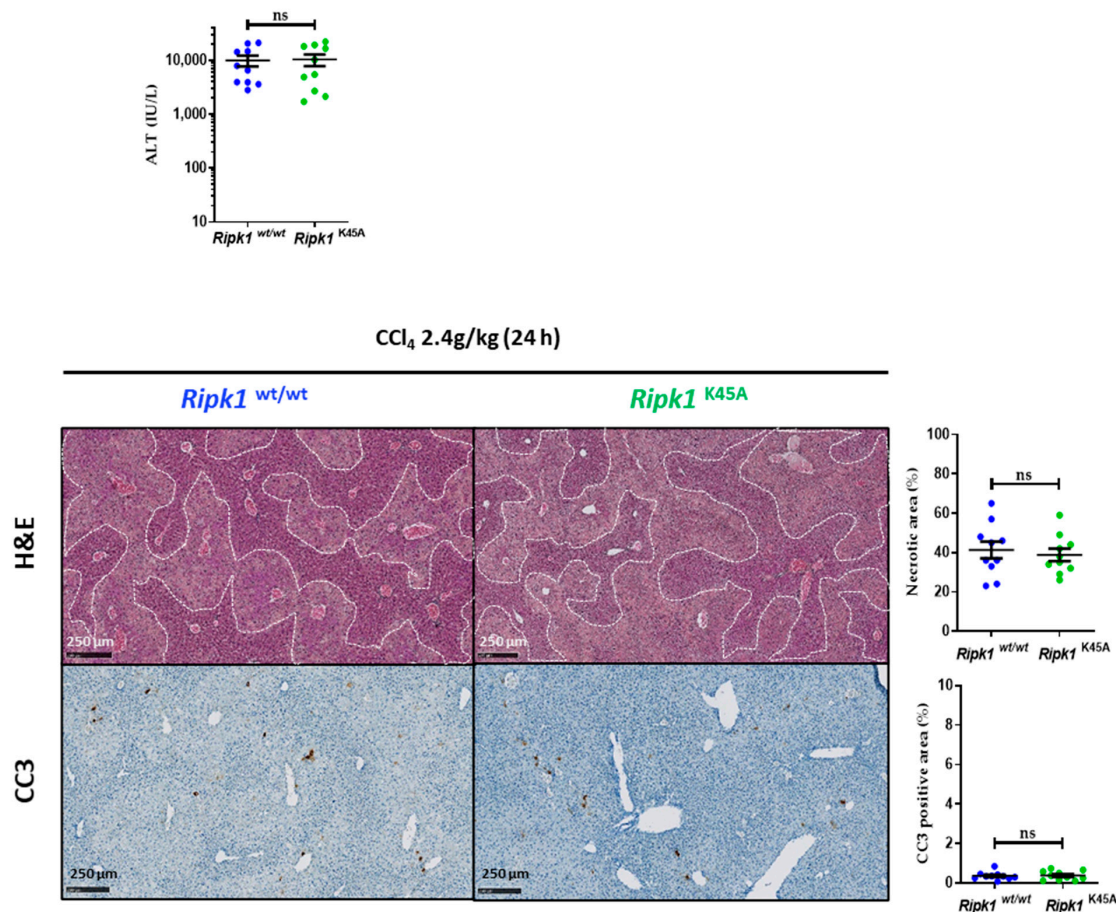 ns
10,000
1,000
100
10
ALT (IU/L)
Ripk1 wt/wt Ripk1 K45A
CCl₄ 2.4g/kg (24 h)
Ripk1 wt/wt
Ripk1 K45A
H&E
250 µm
250 µm
100
80
60
40
20
0
Necrotic area (%)
ns
Ripk1 wt/wt Ripk1 K45A
CC3
250 µm
250 µm
10
8
6
4
2
0
CC3 positive area (%)
ns
Ripk1 wt/wt Ripk1 K45A